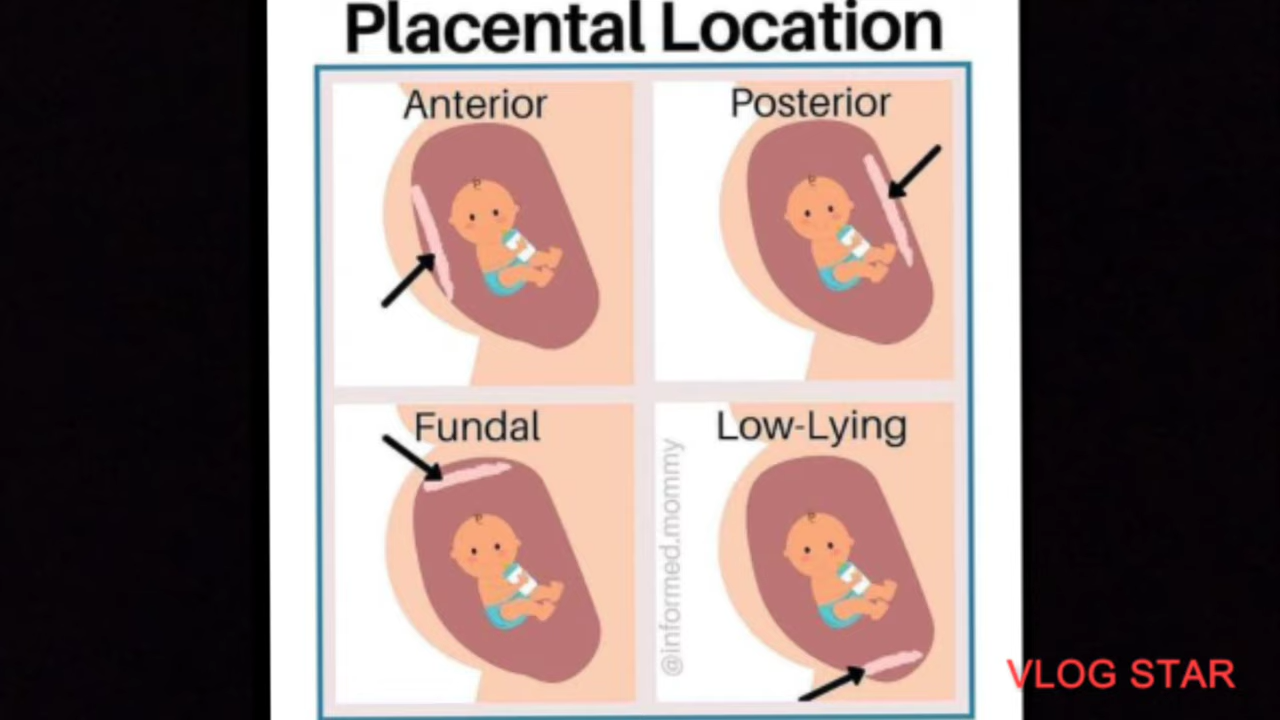 Placental Location
Anterior
Posterior
Fundal
Low-Lying
@informed.mommy
VLOG STAR